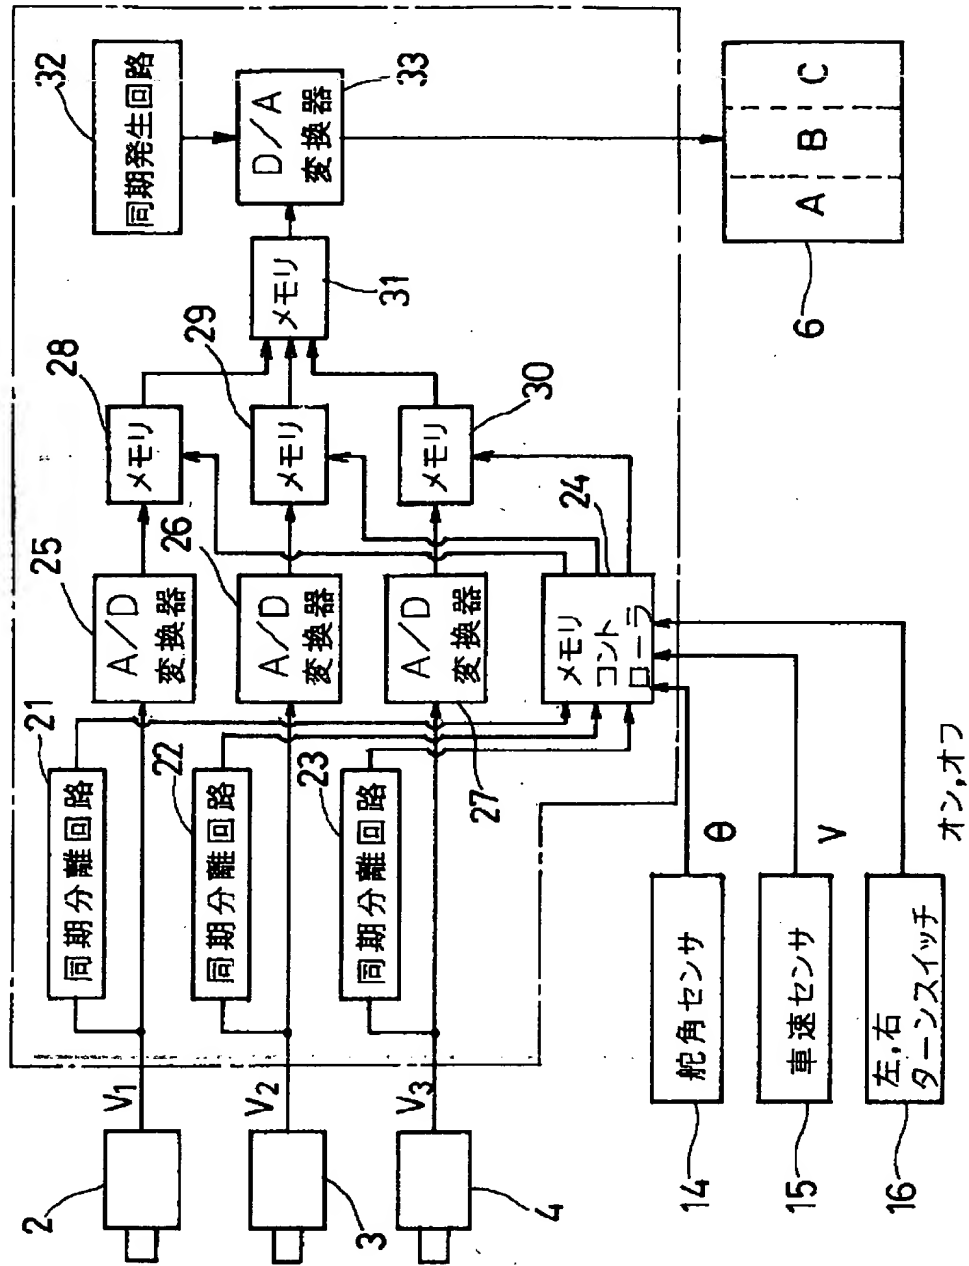 2
V1
21
同期分離回路
25
A/D
変換器
28
メモリ
32
同期発生回路
3
V2
22
同期分離回路
26
A/D
変換器
29
メモリ
31
メモリ
33
D/A
変換器
4
V3
23
同期分離回路
27
A/D
変換器
30
メモリ
24
メモリ
コント
ローラ
14
舵角センサ
θ
15
車速センサ
V
16
左,右
ターンスイッチ
オン,オフ
6
A
B
C